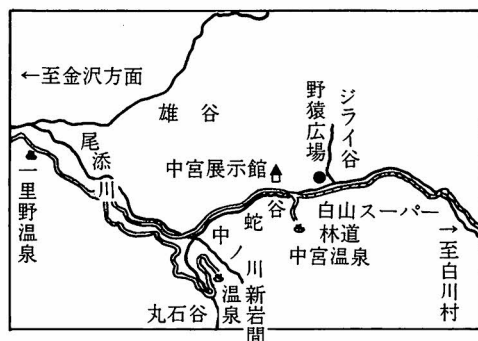 ←至金沢方面
雄谷
尾添川
一里野温泉
中宮展示館
野猿広場
ジライ谷
蛇谷
白山スーパー
林道
中宮温泉
→至白川村
中ノ川
新岩間
温泉
丸石谷